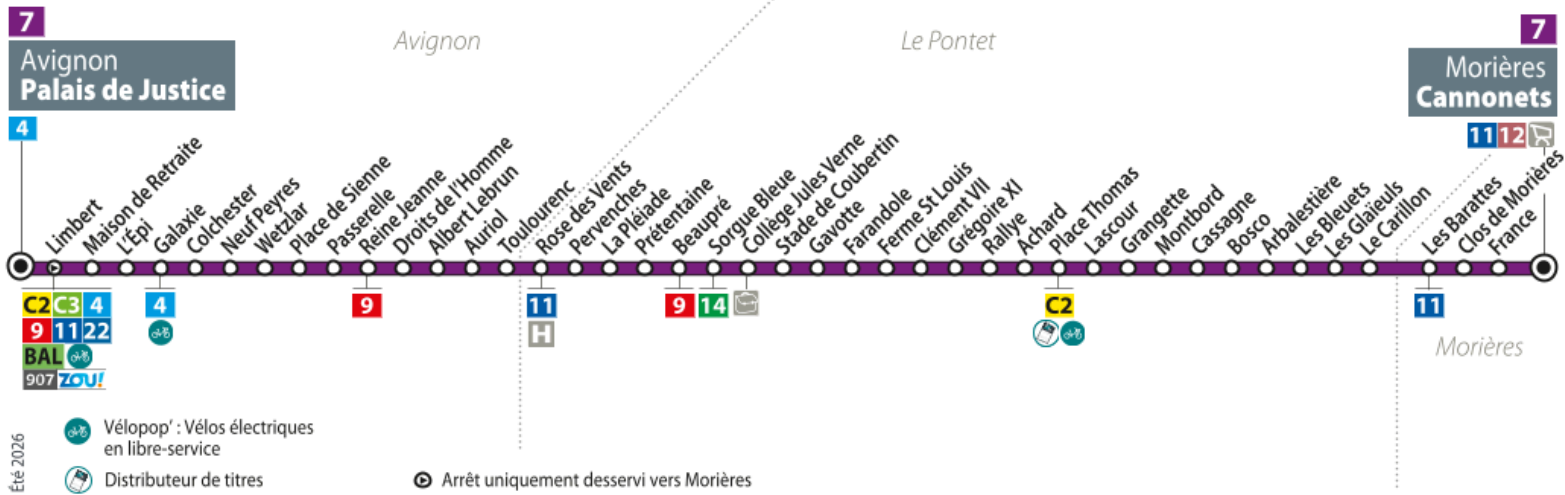 7
Avignon
Palais de Justice
4
Avignon
Le Pontet
7
Morières
Cannonets
11 12
Limbert
Maison de Retraite
L'Épi
Galaxie
Colchester
Neuf Peyres
Wetzlar
Place de Sienne
Passerelle
Reine Jeanne
Droits de l'Homme
Albert Lebrun
Auriol
Toulourenc
Rose des Vents
Pervenches
La Pléiade
Prétentaine
Beaupré
Sorgue Bleue
Collège Jules Verne
Stade de Coubertin
Gavotte
Farandole
Ferme St Louis
Clément VII
Grégoire XI
Rallye
Achard
Place Thomas
Lascour
Grangette
Montbord
Cassagne
Bosco
Arbalestière
Les Bleuets
Les Glaïeuls
Le Carillon
Les Barattes
Clos de Morières
France
C2 C3 4
9 11 22
BAL
907 ZOU!
4
9
11
H
9
14
C2
11
Morières
Vélopop' : Vélos électriques
en libre-service
Distributeur de titres
Arrêt uniquement desservi vers Morières
Été 2026